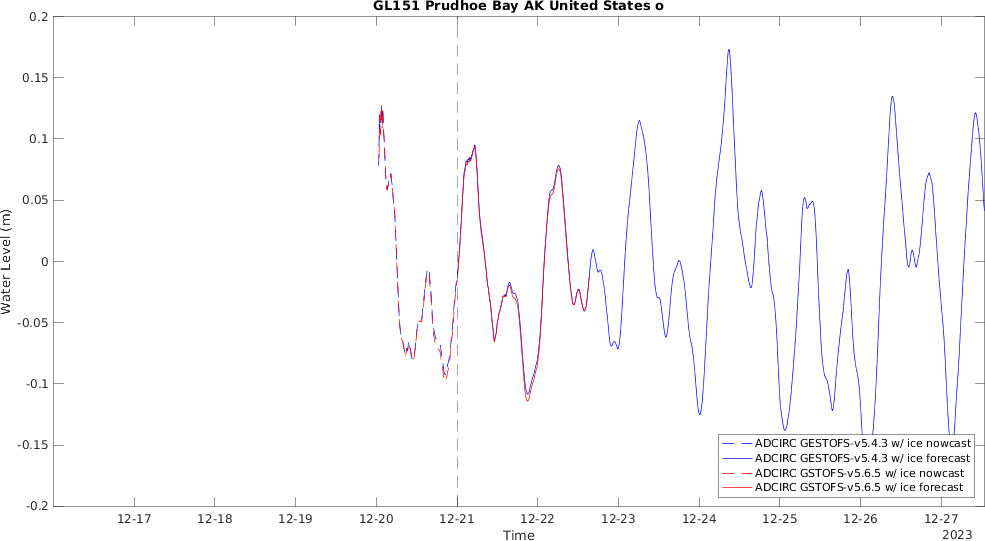 GL151 Prudhoe Bay AK United States o
0.2
0.15
0.1
0.05
0
-0.05
-0.1
-0.15
-0.2
Water Level (m)
ADCIRC GESTOFS-v5.4.3 w/ ice nowcast
ADCIRC GESTOFS-v5.4.3 w/ ice forecast
ADCIRC GSTOFS-v5.6.5 w/ ice nowcast
ADCIRC GSTOFS-v5.6.5 w/ ice forecast
12-17 12-18 12-19 12-20 12-21 12-22 12-23 12-24 12-25 12-26 12-27
Time
2023